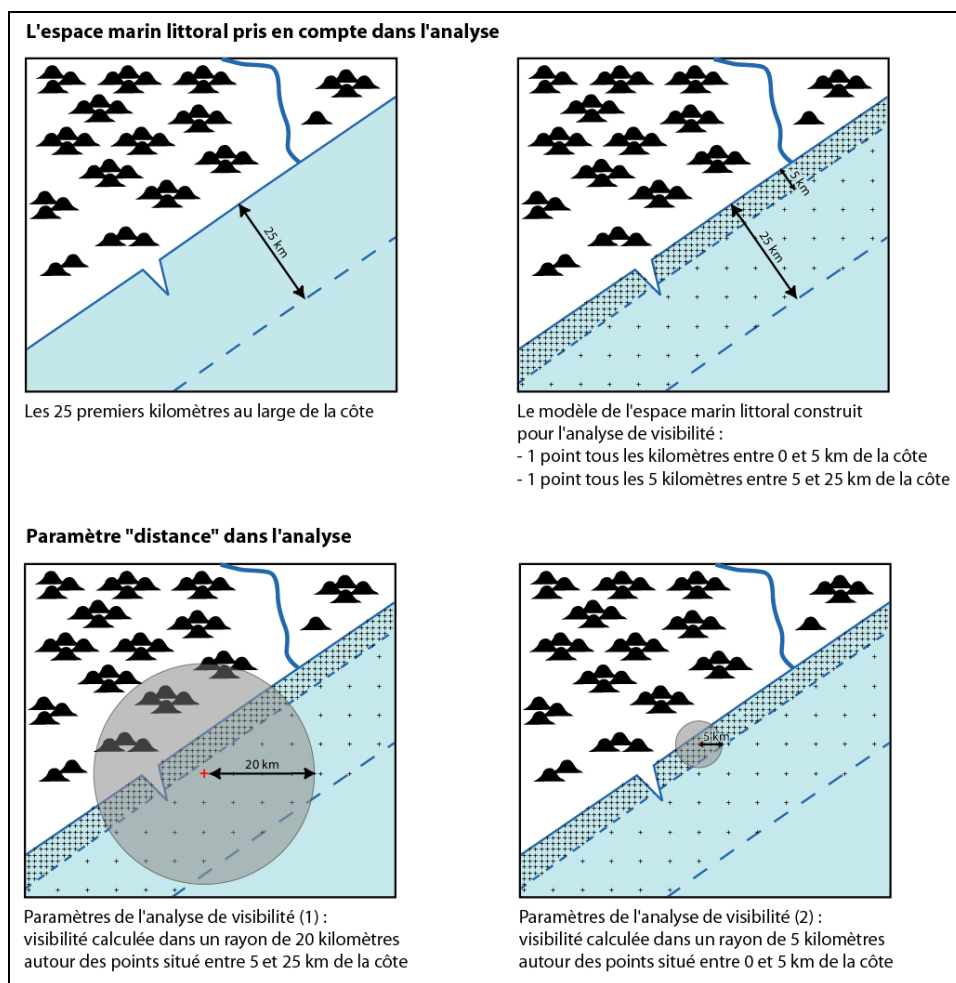 L'espace marin littoral pris en compte dans l'analyse
25 km
5 km
25 km
Les 25 premiers kilomètres au large de la côte
Le modèle de l'espace marin littoral construit
pour l'analyse de visibilité :
- 1 point tous les kilomètres entre 0 et 5 km de la côte
- 1 point tous les 5 kilomètres entre 5 et 25 km de la côte
Paramètre "distance" dans l'analyse
20 km
5 km
Paramètres de l'analyse de visibilité (1) :
visibilité calculée dans un rayon de 20 kilomètres
autour des points situé entre 5 et 25 km de la côte
Paramètres de l'analyse de visibilité (2) :
visibilité calculée dans un rayon de 5 kilomètres
autour des points situé entre 0 et 5 km de la côte